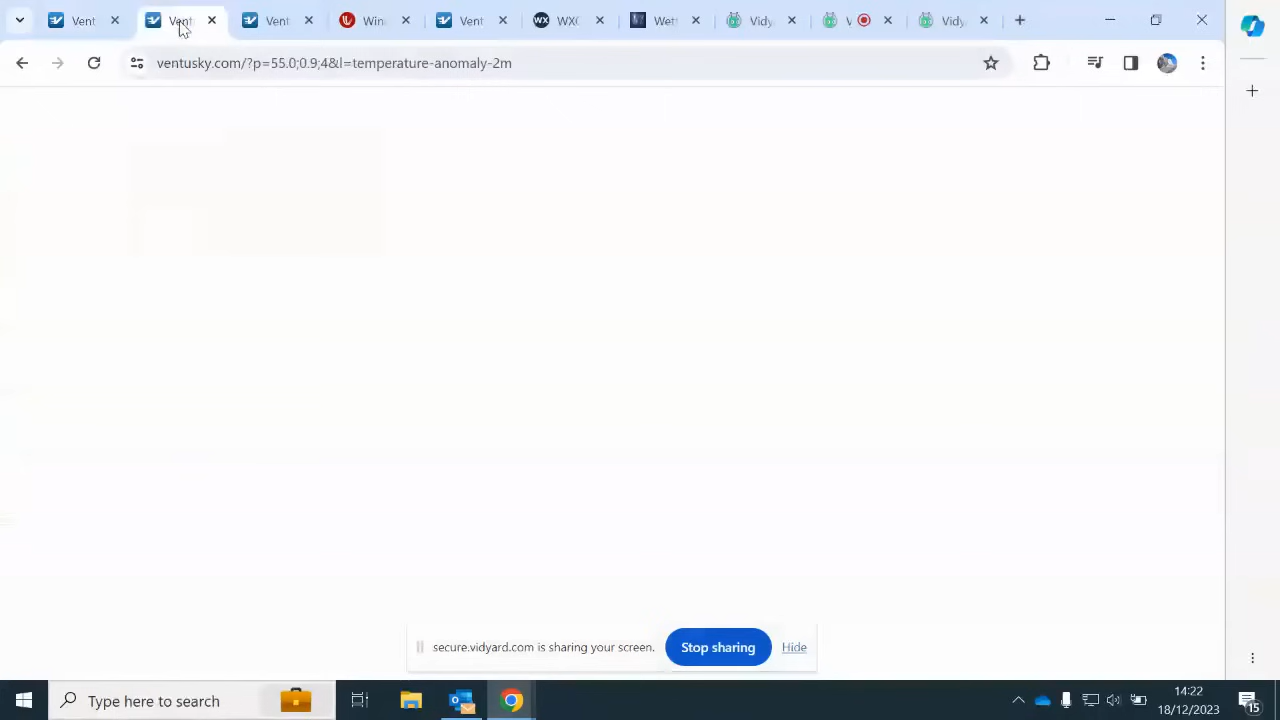 Vent
Vent
Vent
Win
Vent
WX
WXC
Wett
Vidy
V
Vidy
ventusky.com/?p=55.0;0.9;4&l=temperature-anomaly-2m
secure.vidyard.com is sharing your screen.
Stop sharing
Hide
Type here to search
14:22
18/12/2023
15